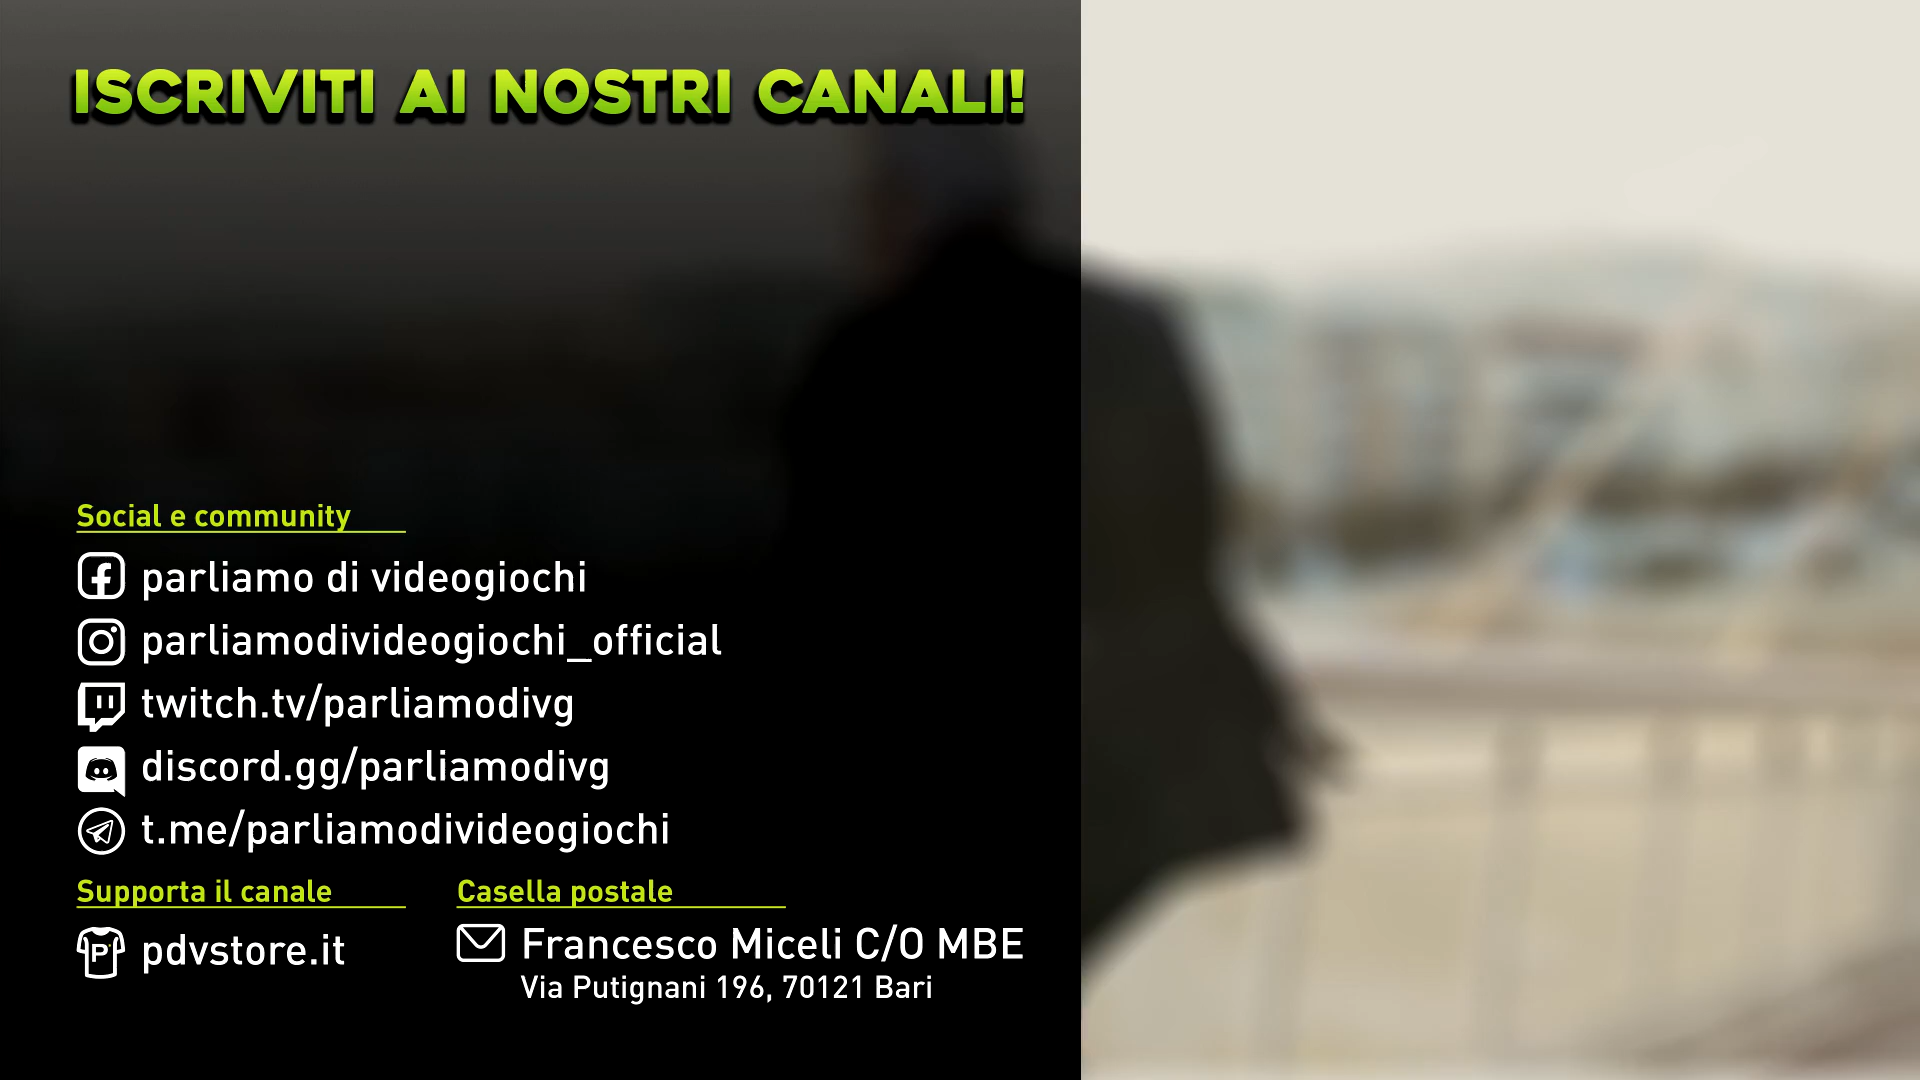 ISCRIVITI AI NOSTRI CANALI!
Social e community
parliamo di videogiochi
parliamodivideogiochi_official
twitch.tv/parliamodivg
discord.gg/parliamodivg
t.me/parliamodivideogiochi
Supporta il canale
P pdvstore.it
Casella postale
Francesco Miceli C/O MBE
Via Putignani 196, 70121 Bari